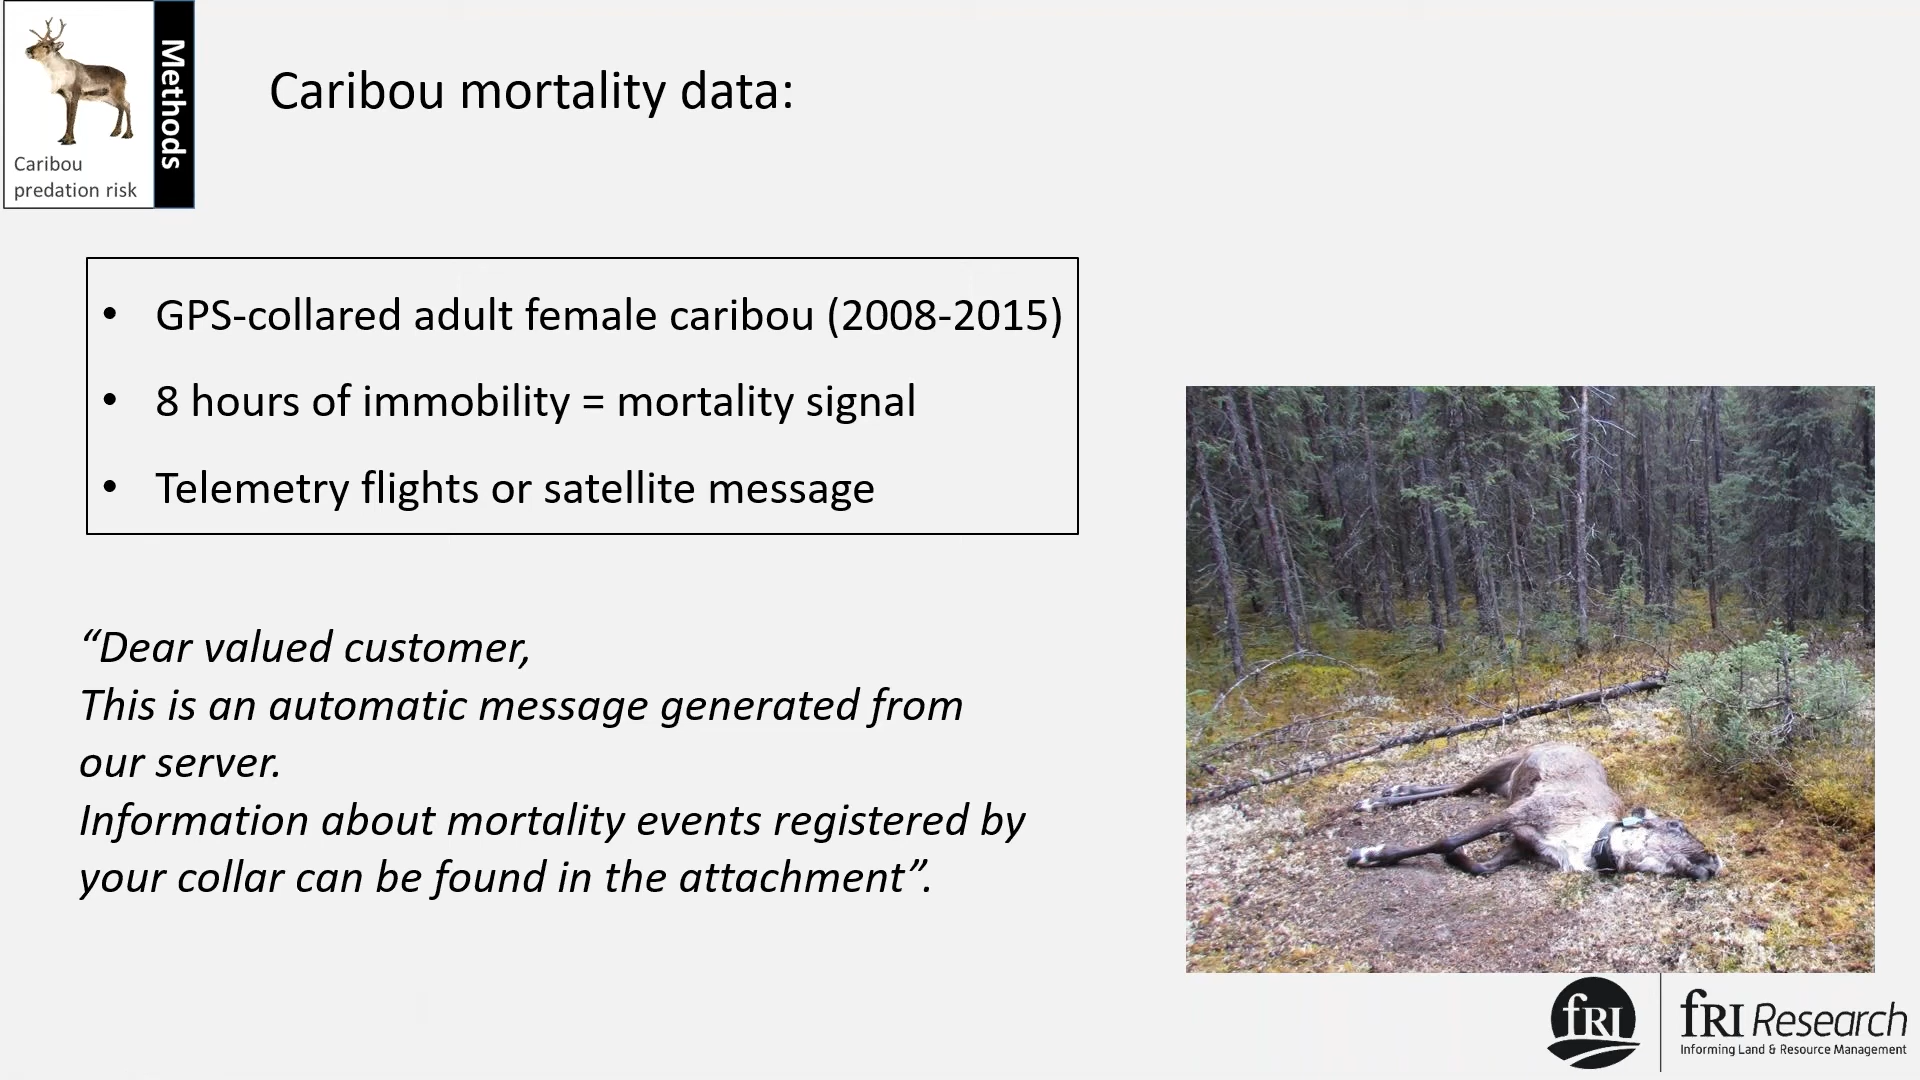 Caribou
predation risk
Methods
Caribou mortality data:
• GPS-collared adult female caribou (2008-2015)
• 8 hours of immobility = mortality signal
• Telemetry flights or satellite message
“Dear valued customer,
This is an automatic message generated from
our server.
Information about mortality events registered by
your collar can be found in the attachment”.
fRI
fRI Research
Informing Land & Resource Management